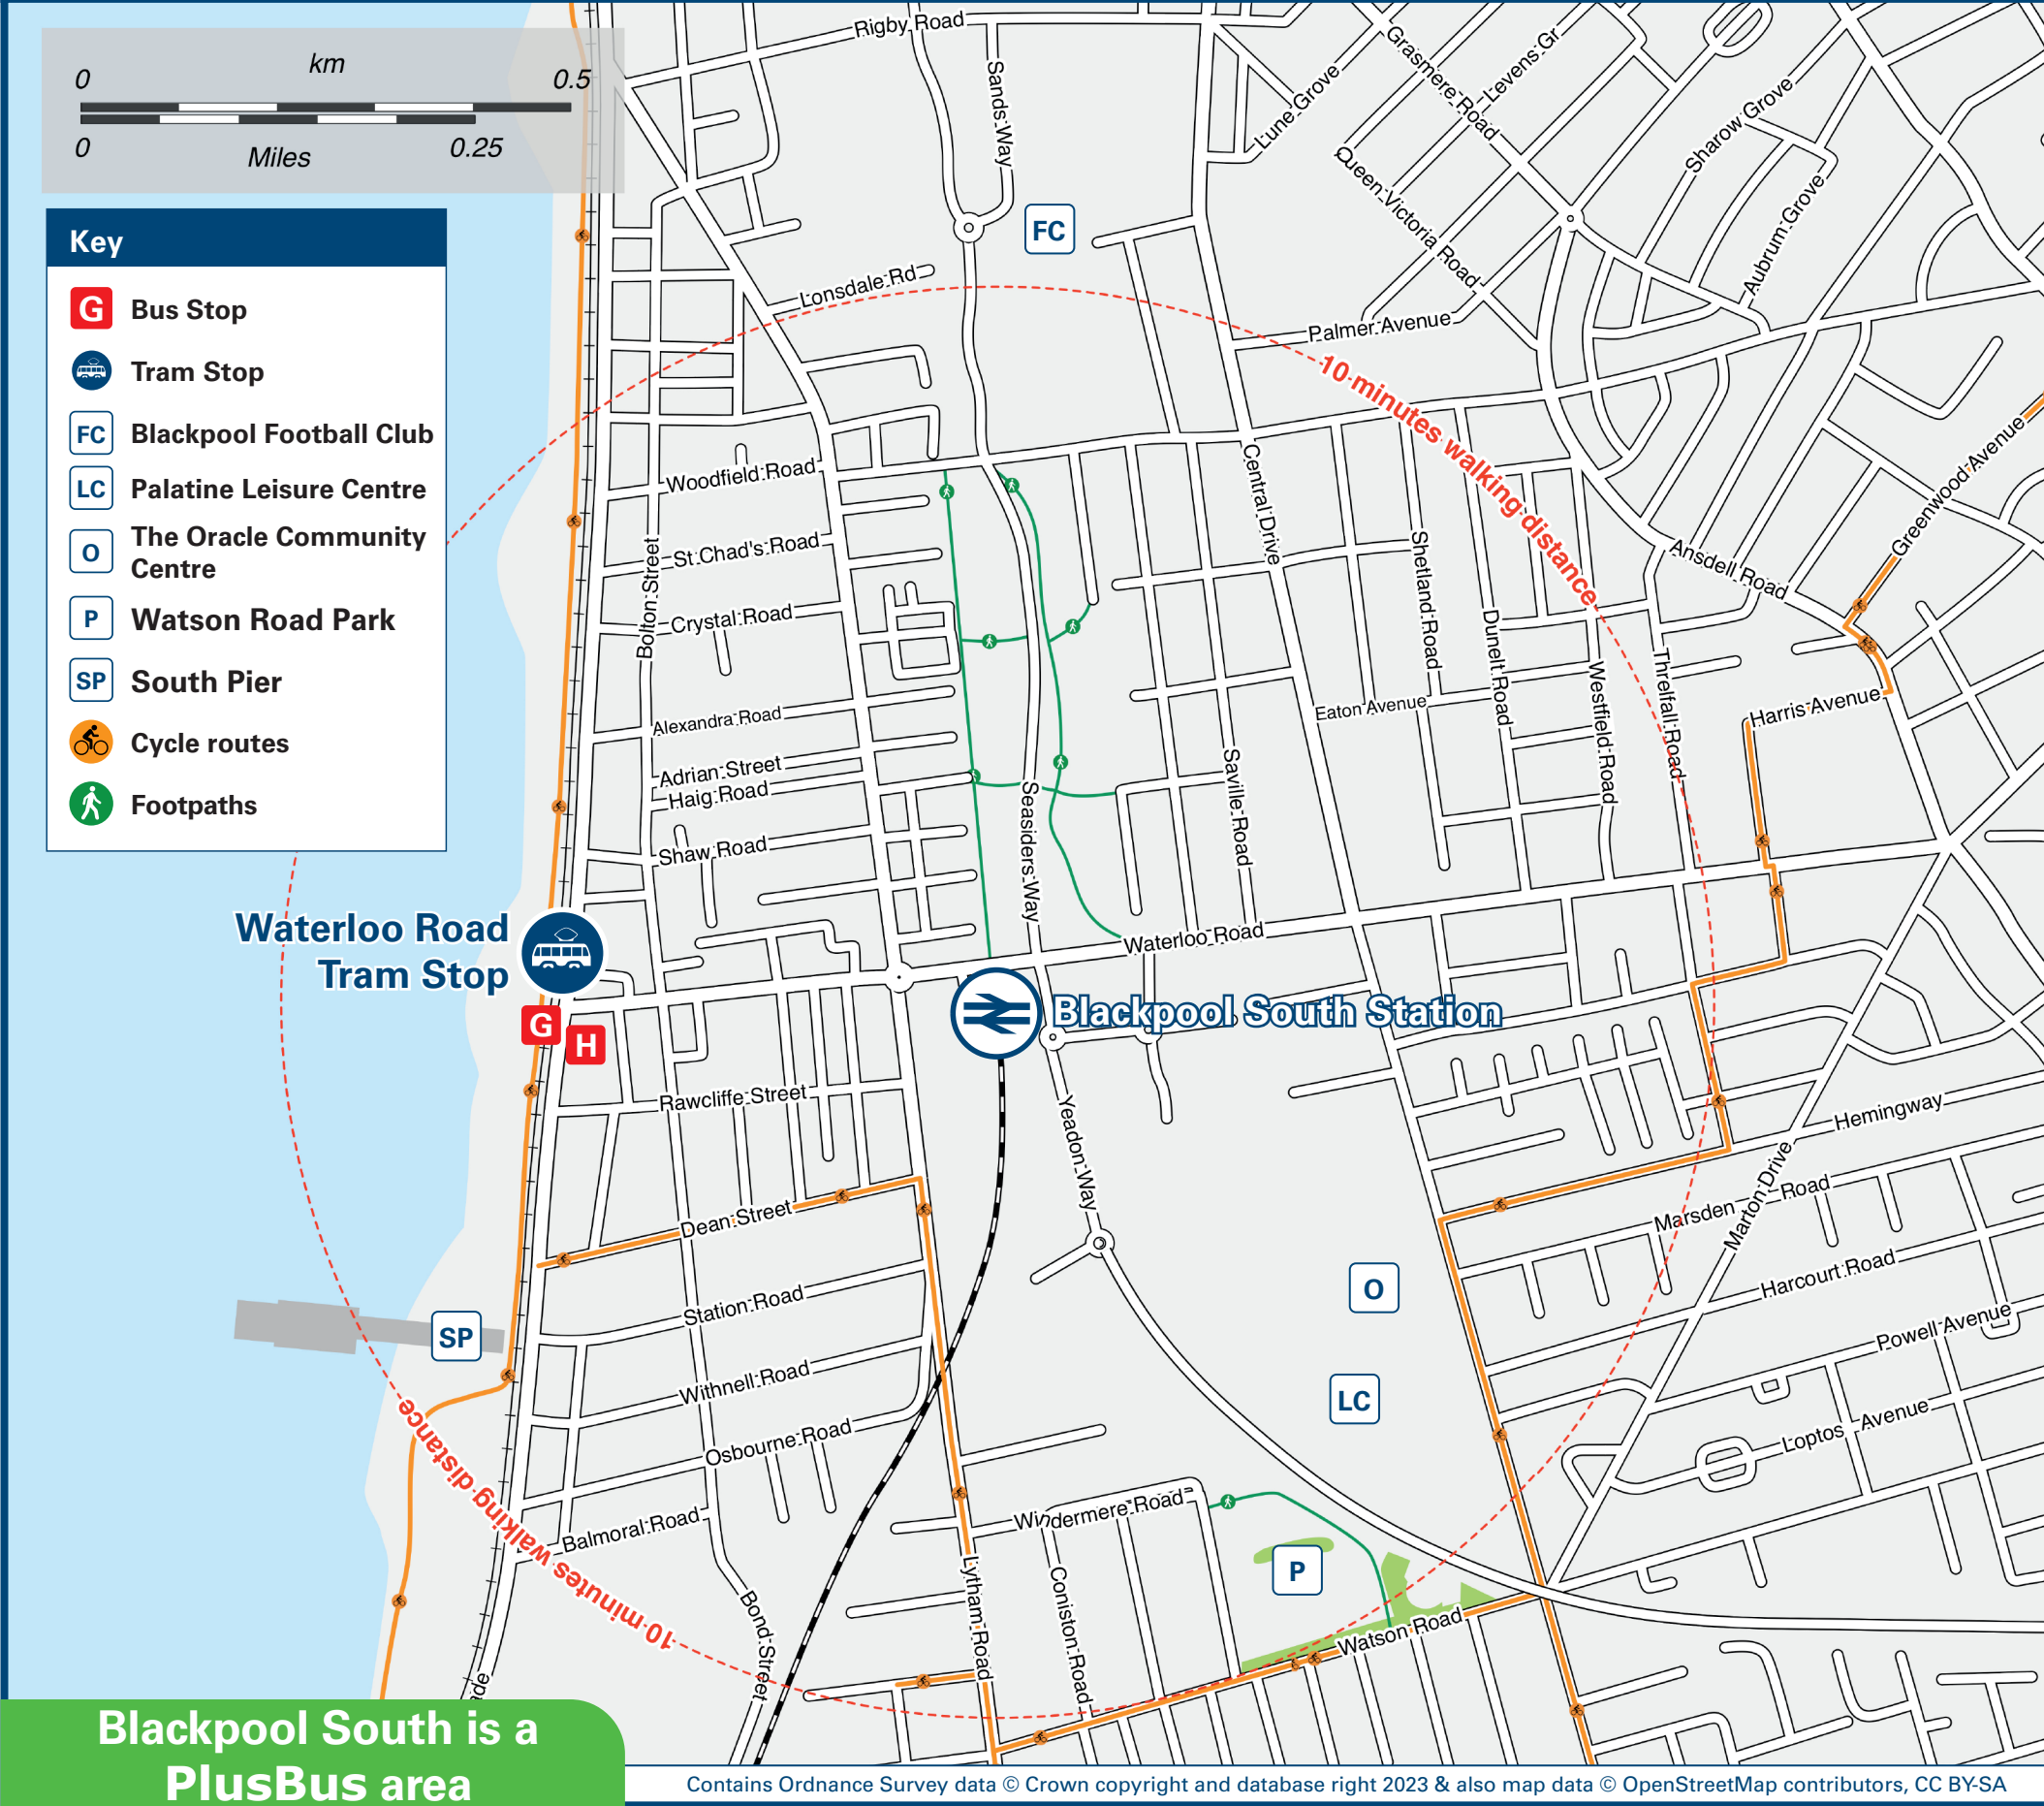 km
0
0.5
0
Miles
0.25
Key
G
Bus Stop
Tram Stop
FC
Blackpool Football Club
LC
Palatine Leisure Centre
O
The Oracle Community
Centre
P
Watson Road Park
SP
South Pier
Cycle routes
Footpaths
Rigby Road
Sands Way
Lune Grove
Grasmere Road
Levens Gr
Queen Victoria Road
Sharow Grove
Aubrum Grove
FC
Lonsdale Rd
Palmer Avenue
10 minutes walking distance
Woodfield Road
Central Drive
Greenwood Avenue
Ansdell Road
St Chad's Road
Bolton Street
Crystal Road
Shetland Road
Dunelt Road
Westfield Road
Threlfall Road
Harris Avenue
Eaton Avenue
Alexandra Road
Adrian Street
Haig Road
Saville Road
Seasiders Way
Shaw Road
Waterloo Road
Waterloo Road
Tram Stop
Blackpool South Station
G
H
Rawcliffe Street
Yeadon Way
Hemingway
Marton Drive
Marsden Road
Dean Street
Harcourt Road
O
Station Road
SP
Powell Avenue
Withnell Road
LC
Loptos Avenue
Osbourne Road
10 minutes walking distance
Balmoral Road
Windermere Road
P
Bond Street
Lytham Road
Coniston Road
Watson Road
ade
Blackpool South is a
PlusBus area
Contains Ordnance Survey data © Crown copyright and database right 2023 & also map data © OpenStreetMap contributors, CC BY-SA